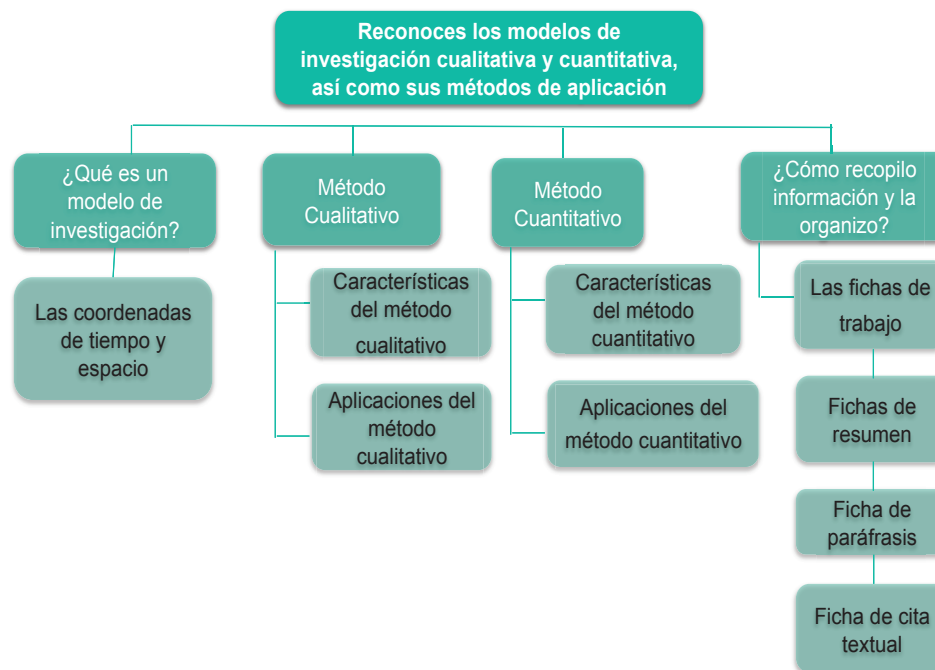 Reconoces los modelos de
investigación cualitativa y cuantitativa,
así como sus métodos de aplicación
¿Qué es un
modelo de
investigación?
Las coordenadas
de tiempo y
espacio
Método
Cualitativo
Características
del método
cualitativo
Aplicaciones del
método
cualitativo
Método
Cuantitativo
Características
del método
cuantitativo
Aplicaciones del
método cuantitativo
¿Cómo recopilo
información y la
organizo?
Las fichas de
trabajo
Fichas de
resumen
Ficha de
paráfrasis
Ficha de cita
textual